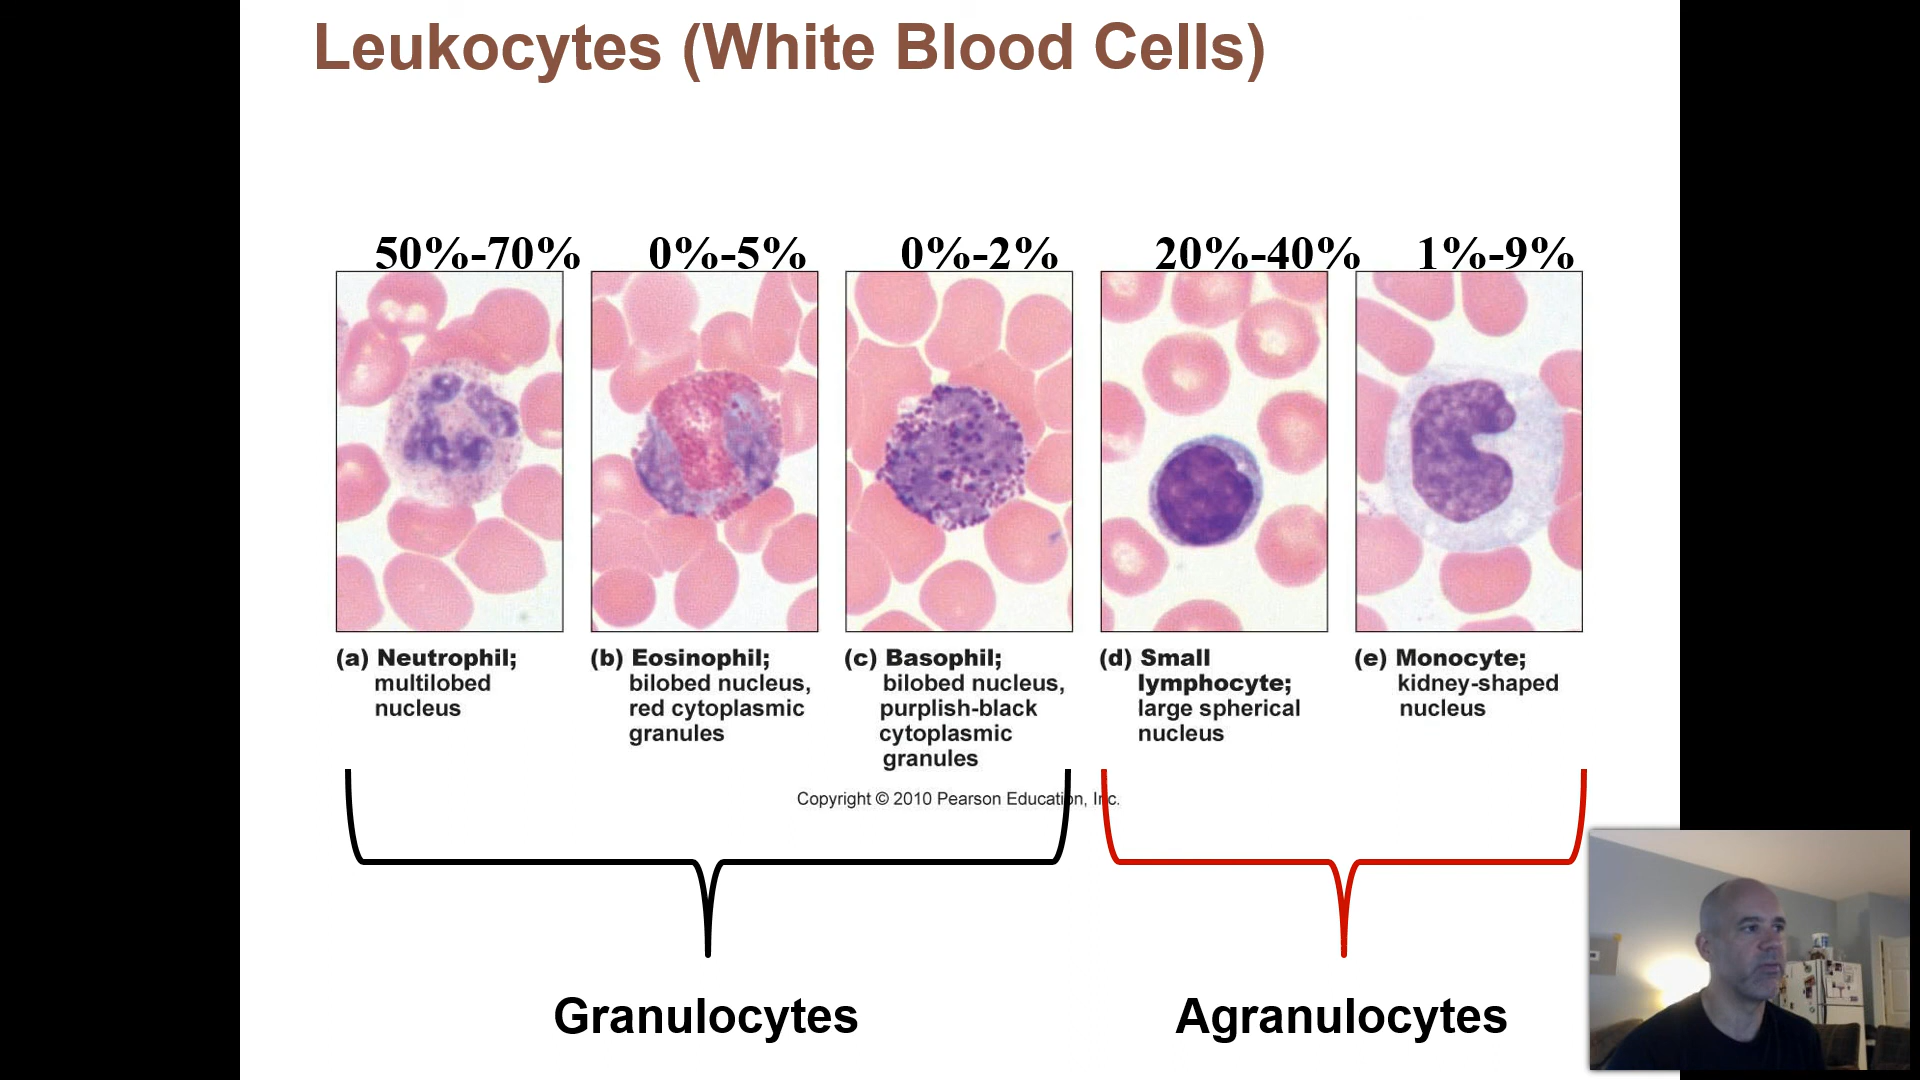 Leukocytes (White Blood Cells)
50%-70% 0%-5% 0%-2% 20%-40% 1%-9%
(a) Neutrophil;
multilobed
nucleus
(b) Eosinophil;
bilobed nucleus,
red cytoplasmic
granules
(c) Basophil;
bilobed nucleus,
purplish-black
cytoplasmic
granules
(d) Small
lymphocyte;
large spherical
nucleus
(e) Monocyte;
kidney-shaped
nucleus
Copyright © 2010 Pearson Education, Inc.
Granulocytes
Agranulocytes